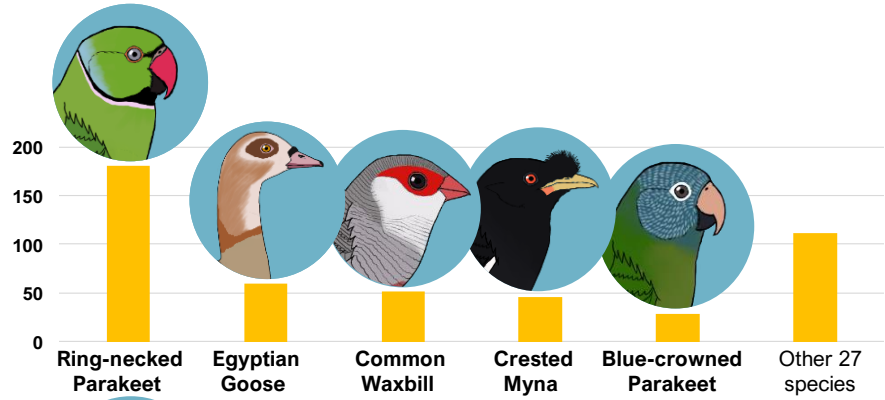 200
150
100
50
0
Ring-necked
Parakeet
Egyptian
Goose
Common
Waxbill
Crested
Myna
Blue-crowned
Parakeet
Other 27
species